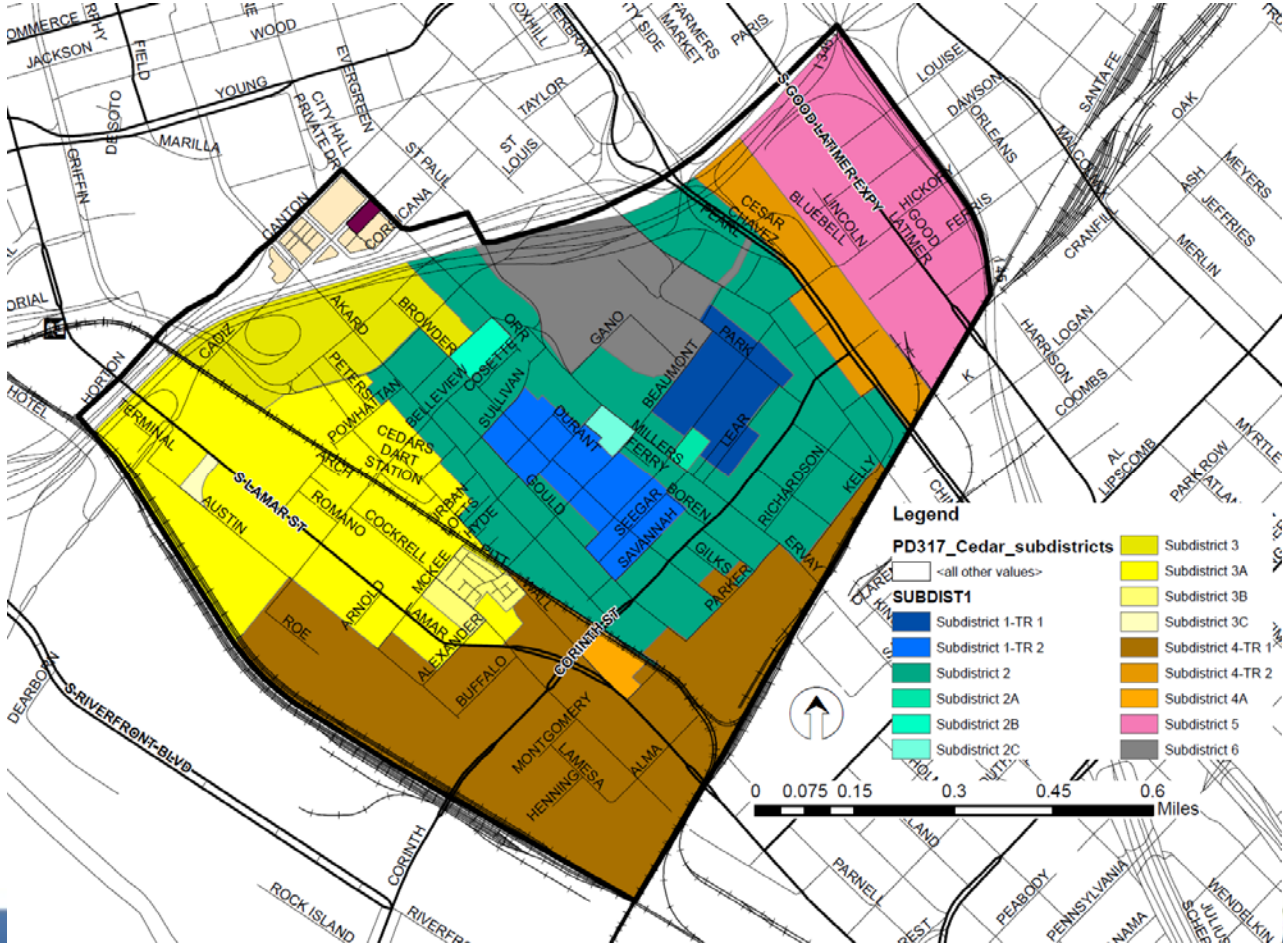 COMMERCE
WOOD
JACKSON
FIELD
YOUNG
EVERGREEN
CITY HALL
PRIVATE DR
DESOTO
MARILLA
GRIFFIN
ST PAUL
ST
LOUIS
TAYLOR
FARMERS
MARKET
PARIS
CANTON
CORSICANA
I 345
S GOOD LATIMER EXPY
LOUISE
DAWSON
ORLEANS
SANTA FE
OAK
MALCOLM
ASH
MEYERS
JEFFRIES
MERLIN
CRANFILL
HICKORY
FERRIS
GOOD
LATIMER
LINCOLN
BLUEBELL
CESAR
CHAVEZ
PEARL
HARRISON
LOGAN
COOMBS
K
AL
LIPSCOMB
PARK ROW
MYRTLE
HOTEL
HORTON
CADIZ
AKARD
BROWDER
ORR
COSETTE
BELLEVIEW
SULLIVAN
PETERS
POWHATTAN
CEDARS
DART
STATION
ARCH
TERMINAL
AUSTIN
S LAMAR ST
ROMANO
COCKRELL
ARNOLD
MCKEE
LAMAR
ALEXANDER
BUFFALO
ROE
HYDE
PITT
WALL
GOULD
DURANT
MILLERS
FERRY
SEEGAR
SAVANNAH
BOREN
GANO
BEAUMONT
PARK
LEAR
RICHARDSON
KELLY
ERVAY
GILKS
PARKER
CORINTH ST
MONTGOMERY
LAMESA
HENNING
ALMA
DEARBORN
S RIVERFRONT BLVD
CORINTH
ROCK ISLAND
PARNELL
PEABODY
PENNSYLVANIA
WENDELKIN
Legend
PD317_Cedar_subdistricts
<all other values>
SUBDIST1
Subdistrict 1-TR 1
Subdistrict 1-TR 2
Subdistrict 2
Subdistrict 2A
Subdistrict 2B
Subdistrict 2C
Subdistrict 3
Subdistrict 3A
Subdistrict 3B
Subdistrict 3C
Subdistrict 4-TR 1
Subdistrict 4-TR 2
Subdistrict 4A
Subdistrict 5
Subdistrict 6
0 0.075 0.15 0.3 0.45 0.6
Miles